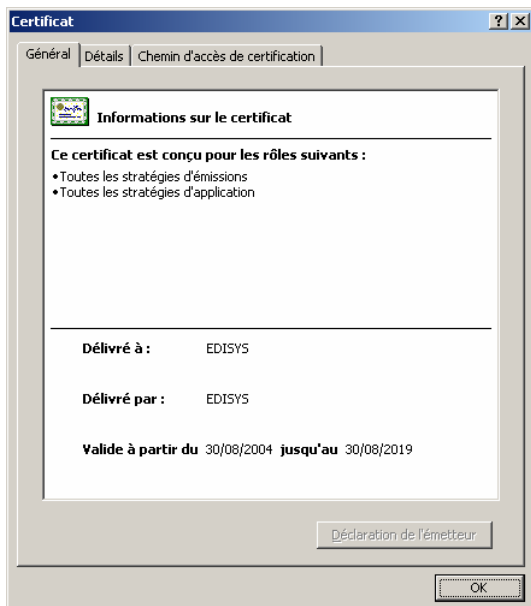 Certificat
Général Détails Chemin d'accès de certification
Informations sur le certificat
Ce certificat est conçu pour les rôles suivants :
•Toutes les stratégies d'émissions
•Toutes les stratégies d'application
Délivré à : EDISYS
Délivré par : EDISYS
Valide à partir du 30/08/2004 jusqu'au 30/08/2019
Déclaration de l'émetteur
OK